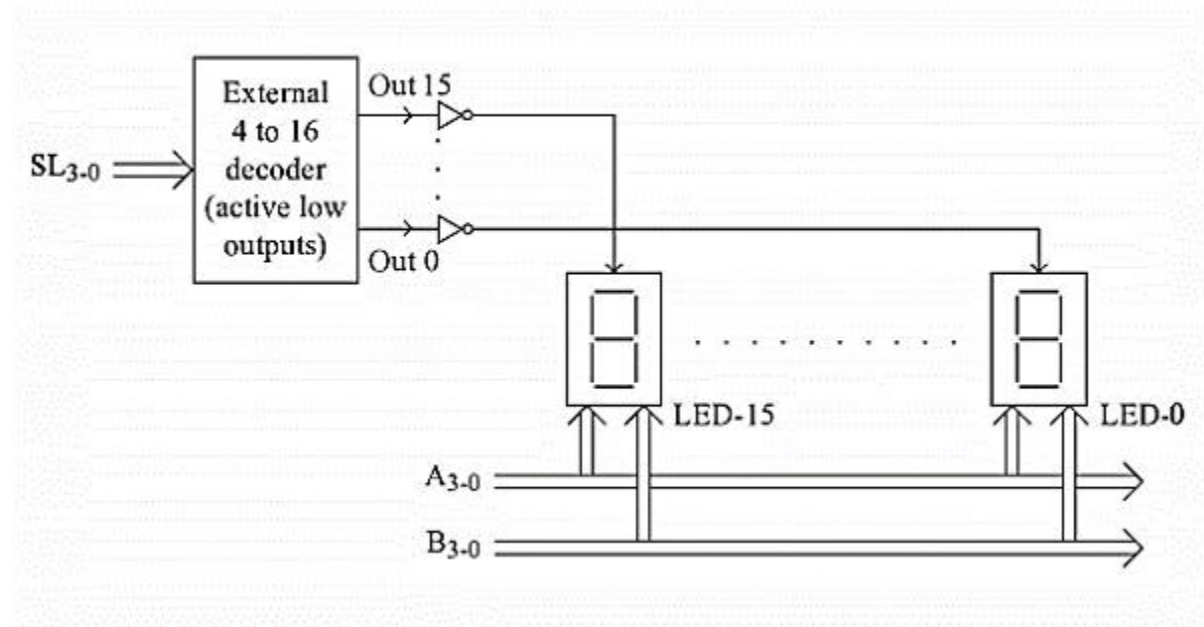 Out 15
External
4 to 16
decoder
(active low
outputs)
SL3-0
Out 0
LED-15
LED-0
A3-0
B3-0